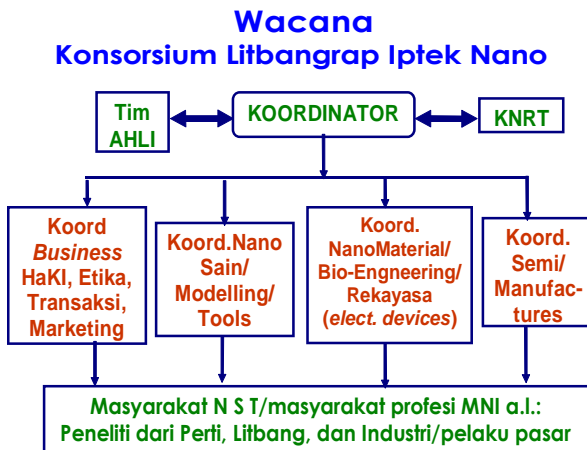 Wacana
Konsorsium Litbangrap Iptek Nano
Tim
AHLI
KOORDINATOR
KNRT
Koord
Business
HaKI, Etika,
Transaksi,
Marketing
Koord.Nano
Sain/
Modelling/
Tools
Koord.
NanoMaterial/
Bio-Engneering/
Rekayasa
(elect. devices)
Koord.
Semi/
Manufac-
tures
Masyarakat N S T/masyarakat profesi MNI a.l.:
Peneliti dari Perti, Litbang, dan Industri/pelaku pasar